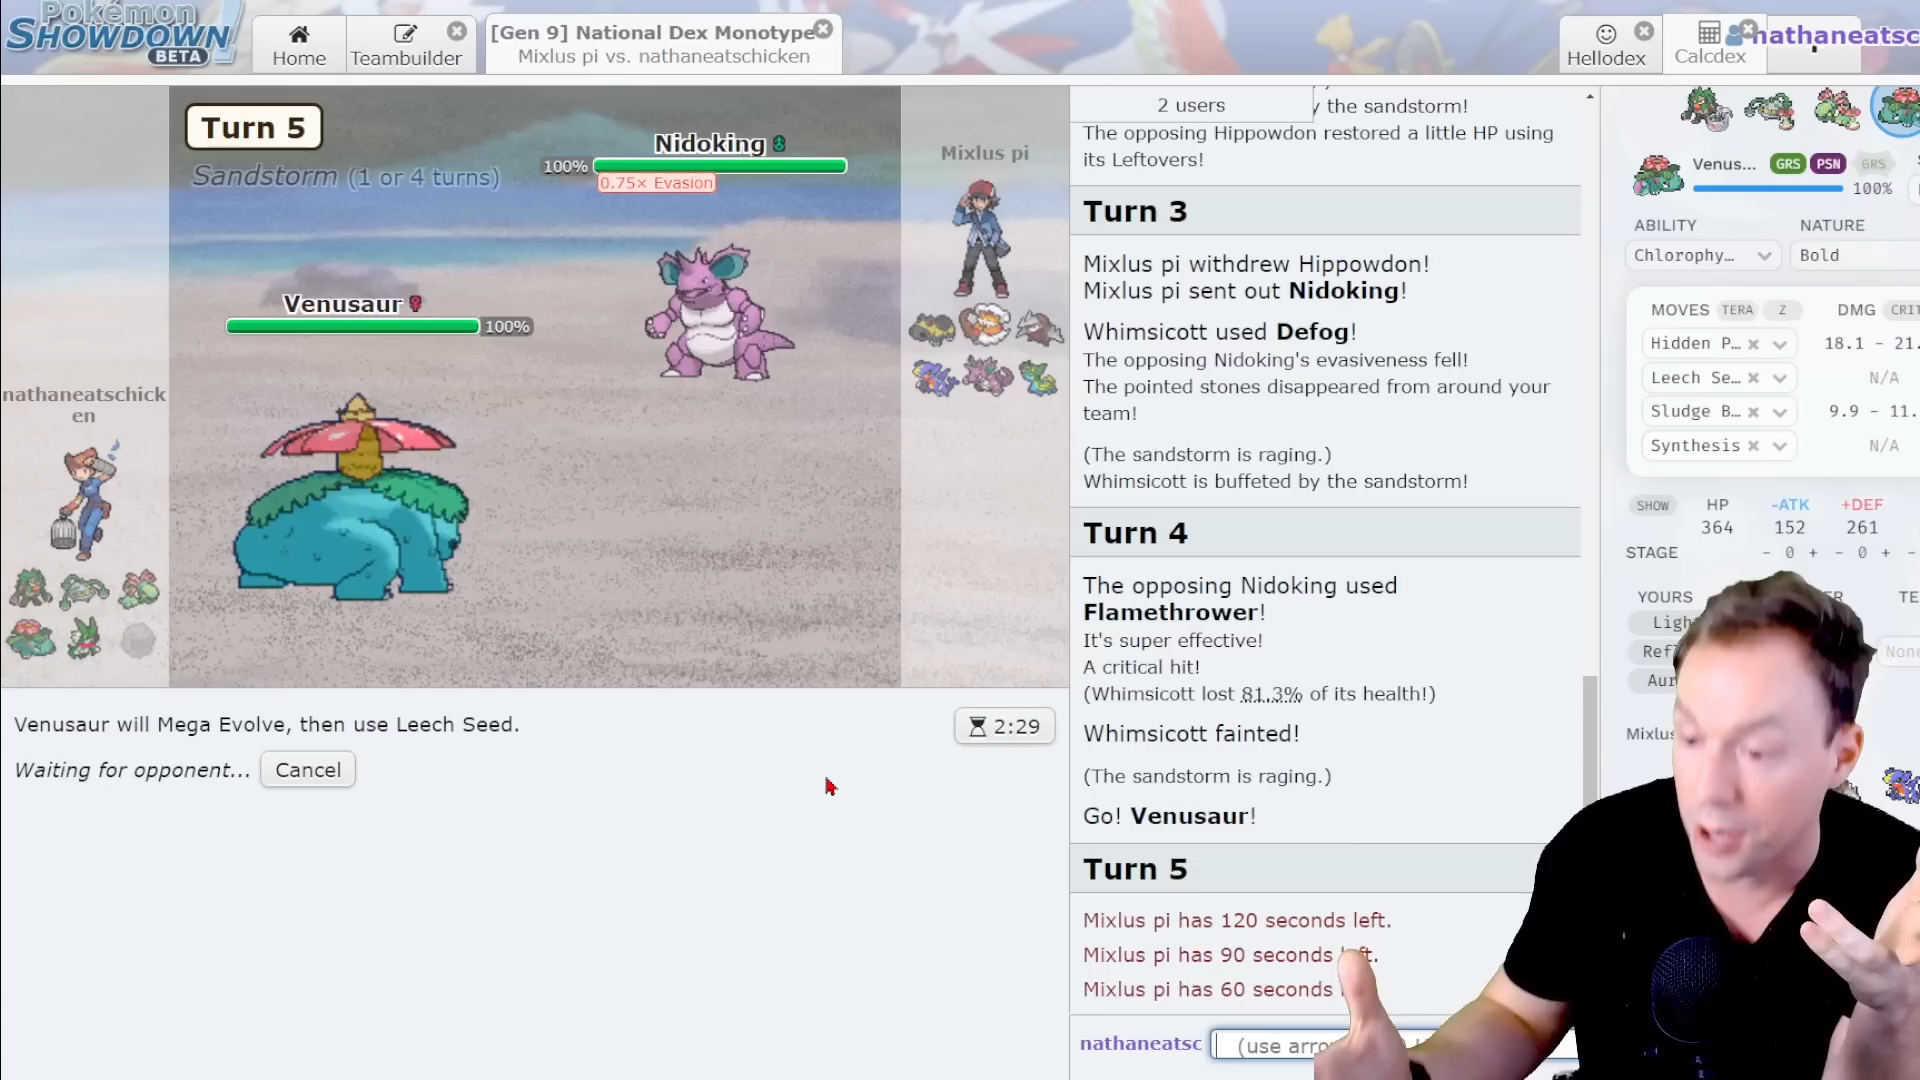 Pokémon
SHOWDOWN
BETA
Home
Teambuilder
[Gen 9] National Dex Monotype
Mixlus pi vs. nathaneatschicken
Hellodex
Calcdex
nathaneatsc
Turn 5
Sandstorm (1 or 4 turns)
Nidoking
100%
0.75× Evasion
Venusaur
100%
nathaneatschick
en
Mixlus pi
Venusaur will Mega Evolve, then use Leech Seed.
2:29
Waiting for opponent...
Cancel
2 users
y the sandstorm!
The opposing Hippowdon restored a little HP using
its Leftovers!
Turn 3
Mixlus pi withdrew Hippowdon!
Mixlus pi sent out Nidoking!
Whimsicott used Defog!
The opposing Nidoking's evasiveness fell!
The pointed stones disappeared from around your
team!
(The sandstorm is raging.)
Whimsicott is buffeted by the sandstorm!
Turn 4
The opposing Nidoking used
Flamethrower!
It's super effective!
A critical hit!
(Whimsicott lost 81.3% of its health!)
Whimsicott fainted!
(The sandstorm is raging.)
Go! Venusaur!
Turn 5
Mixlus pi has 120 seconds left.
Mixlus pi has 90 seconds left.
Mixlus pi has 60 seconds
nathaneatsc
(use arro
Venus... GRS PSN GRS
100%
ABILITY NATURE
Chlorophy... Bold
MOVES TERA Z DMG CRIT
Hidden P... 18.1 - 21.
Leech Se... N/A
Sludge B... 9.9 - 11.
Synthesis N/A
SHOW HP -ATK +DEF
364 152 261
STAGE - 0 + - 0 + -
YOURS ER TE
Ligh
Ref
None
Aur
Mixlus